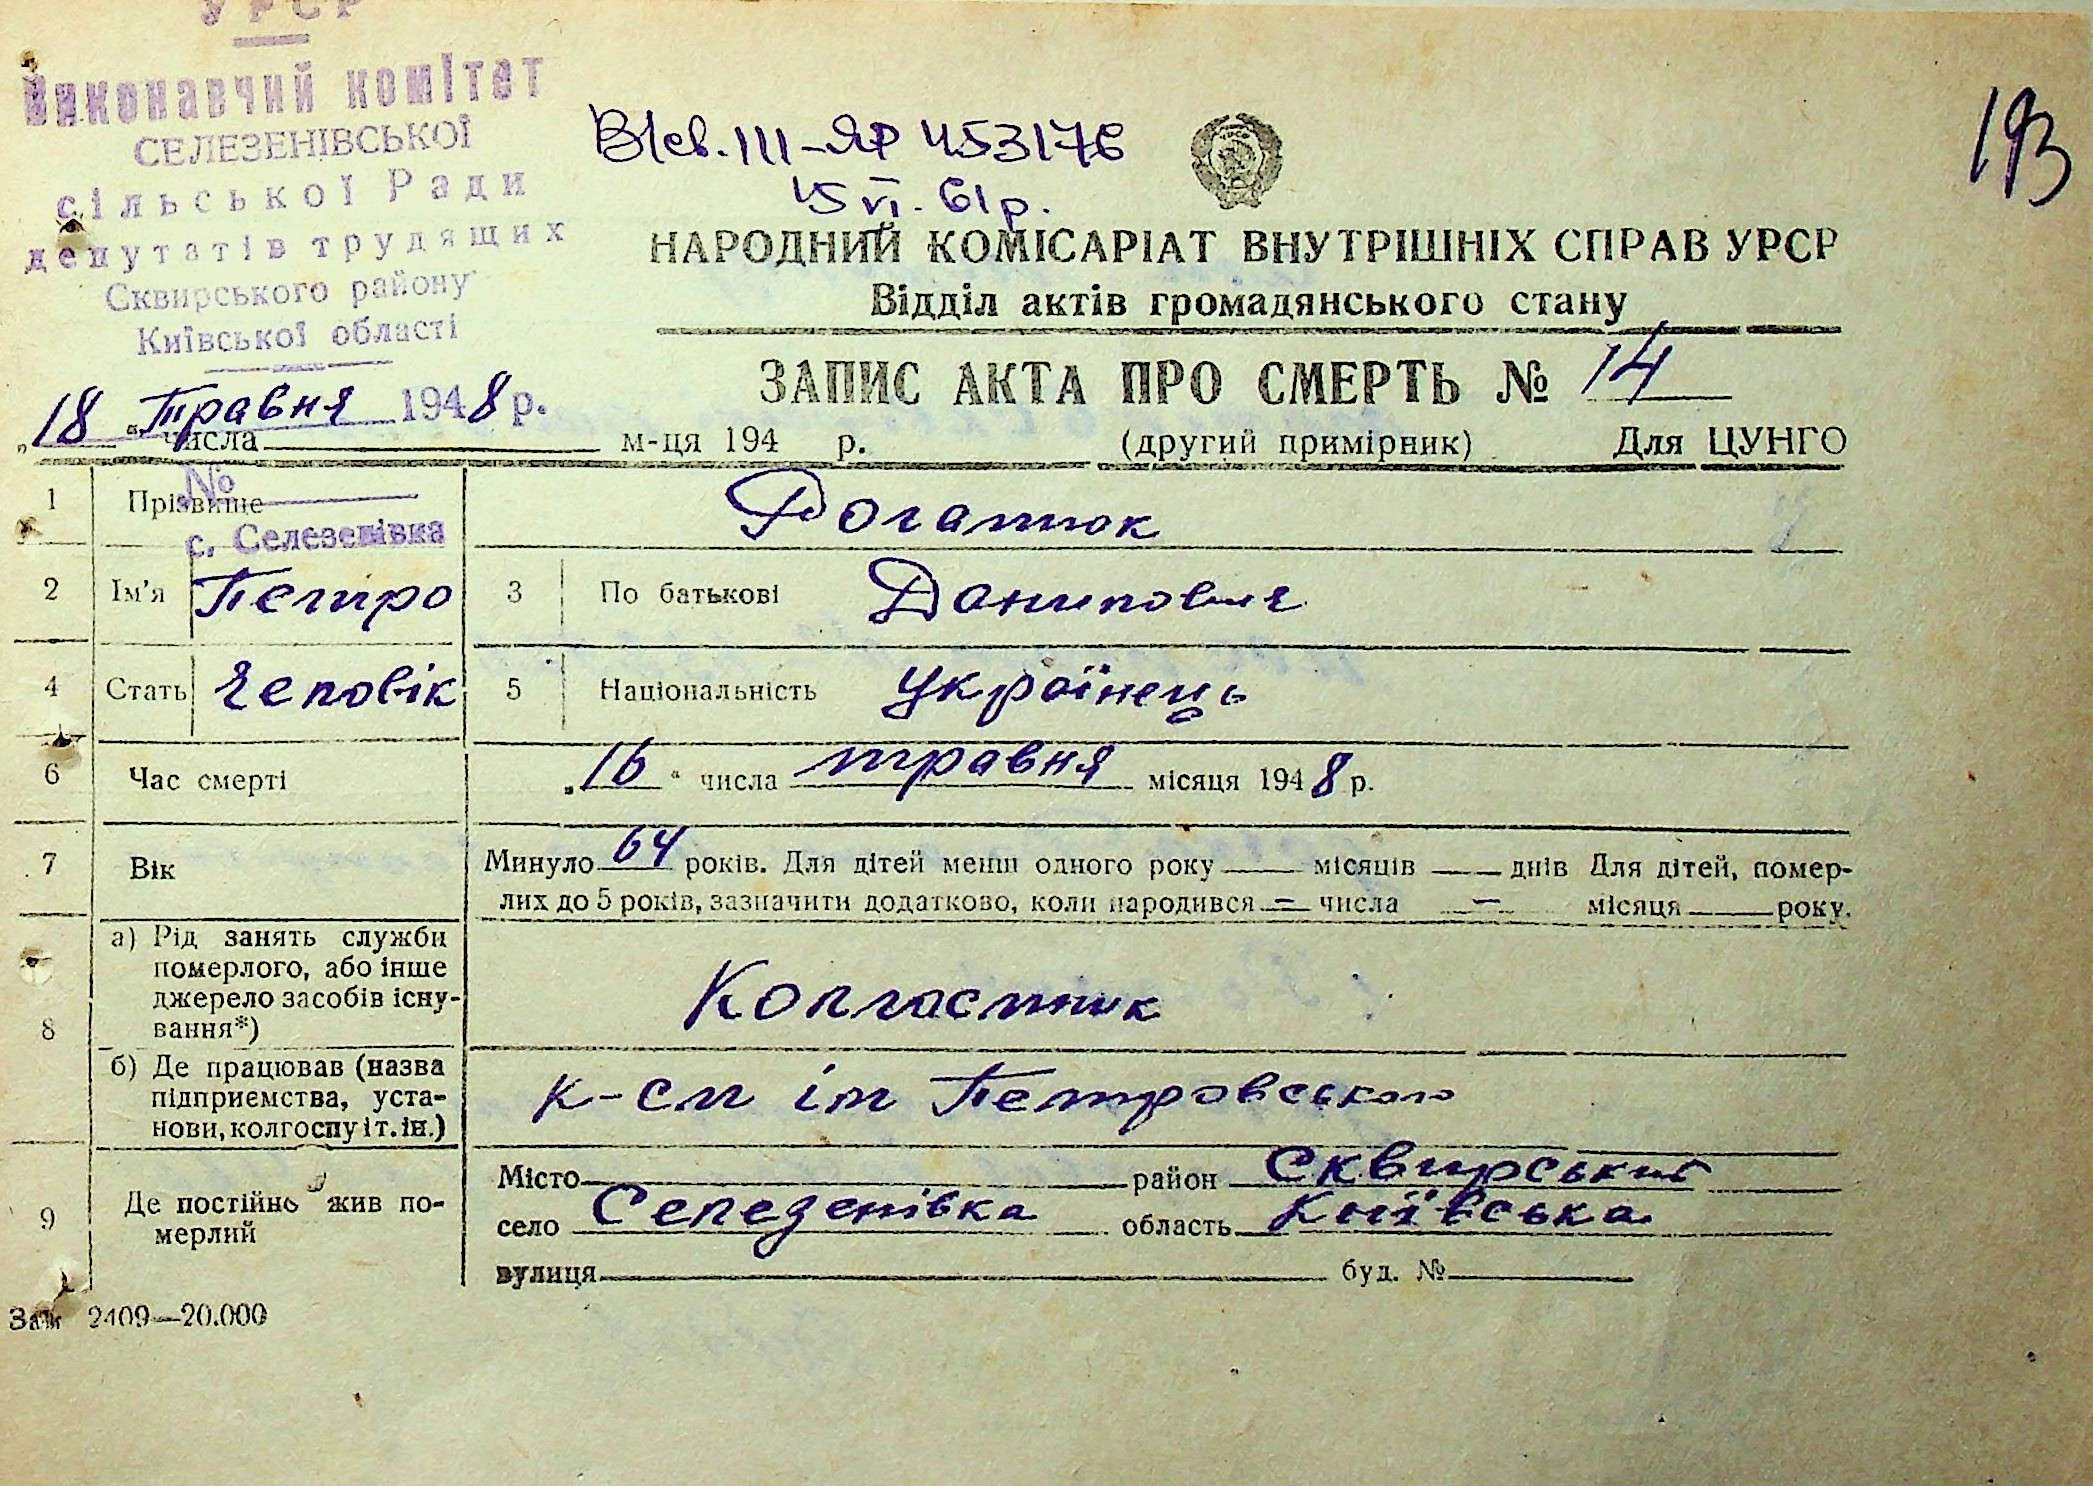 УРСР
Виконавчий комітет
СЕЛЕЗЕНІВСЬКОЇ
сільської Ради
депутатів трудящих
Сквирського району
Київської області
18 травня 1948 р.
№
с. Селезенівка
193
III-ЯР 453176
VI. 61 р.
НАРОДНИЙ КОМІСАРІАТ ВНУТРІШНІХ СПРАВ УРСР
Відділ актів громадянського стану
ЗАПИС АКТА ПРО СМЕРТЬ № 14
„ “ числа м-ця 194 р. (другий примірник) Для ЦУНГО
1 Прізвище Рогатюк
2 Ім'я Петро 3 По батькові Данилович
4 Стать Чоловік 5 Національність українець
6 Час смерті „16“ числа травня місяця 1948 р.
7 Вік Минуло 64 років. Для дітей менш одного року — місяців — днів Для дітей, помер-
лих до 5 років, зазначити додатково, коли народився — числа — місяця року.
8 а) Рід занять служби
померлого, або інше
джерело засобів існу-
вання*)
Колгоспник
б) Де працював (назва
підприємства, уста-
нови, колгоспу і т. ін.)
к-сп ім Петровського
9 Де постійно жив по-
мерлий
Місто район Сквирський
село Селезенівка область Київська
вулиця буд. №
Зам 2409—20.000